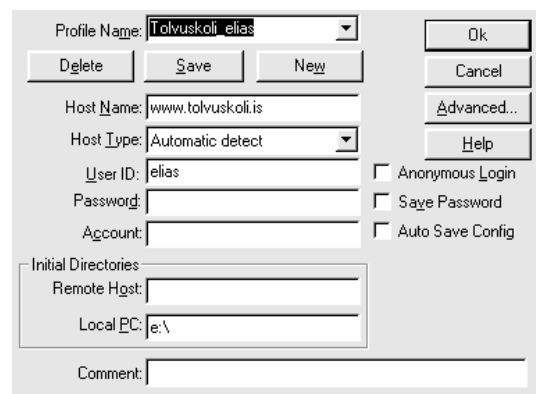 Profile Name: Tolvuskoli_elias
Ok
Delete Save New
Cancel
Host Name: www.tolvuskoli.is
Advanced...
Host Type: Automatic detect
Help
User ID: elias
Anonymous Login
Password:
Save Password
Account:
Auto Save Config
Initial Directories
Remote Host:
Local PC: e:\
Comment: